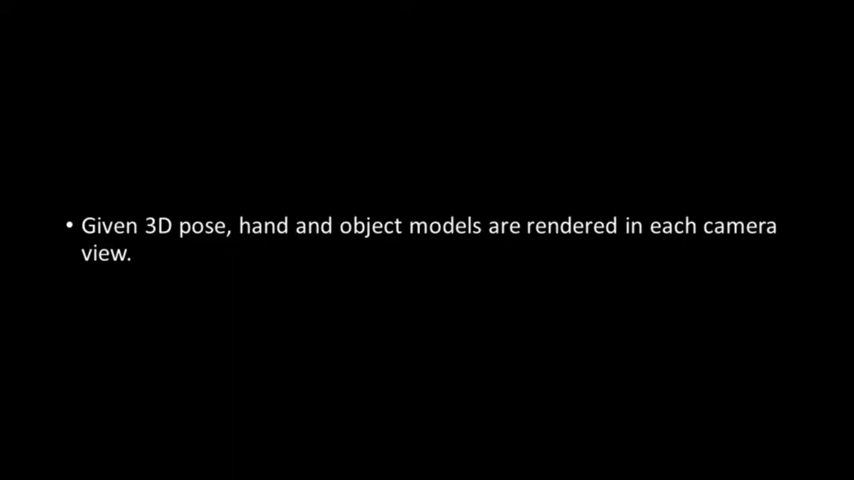 • Given 3D pose, hand and object models are rendered in each camera
view.